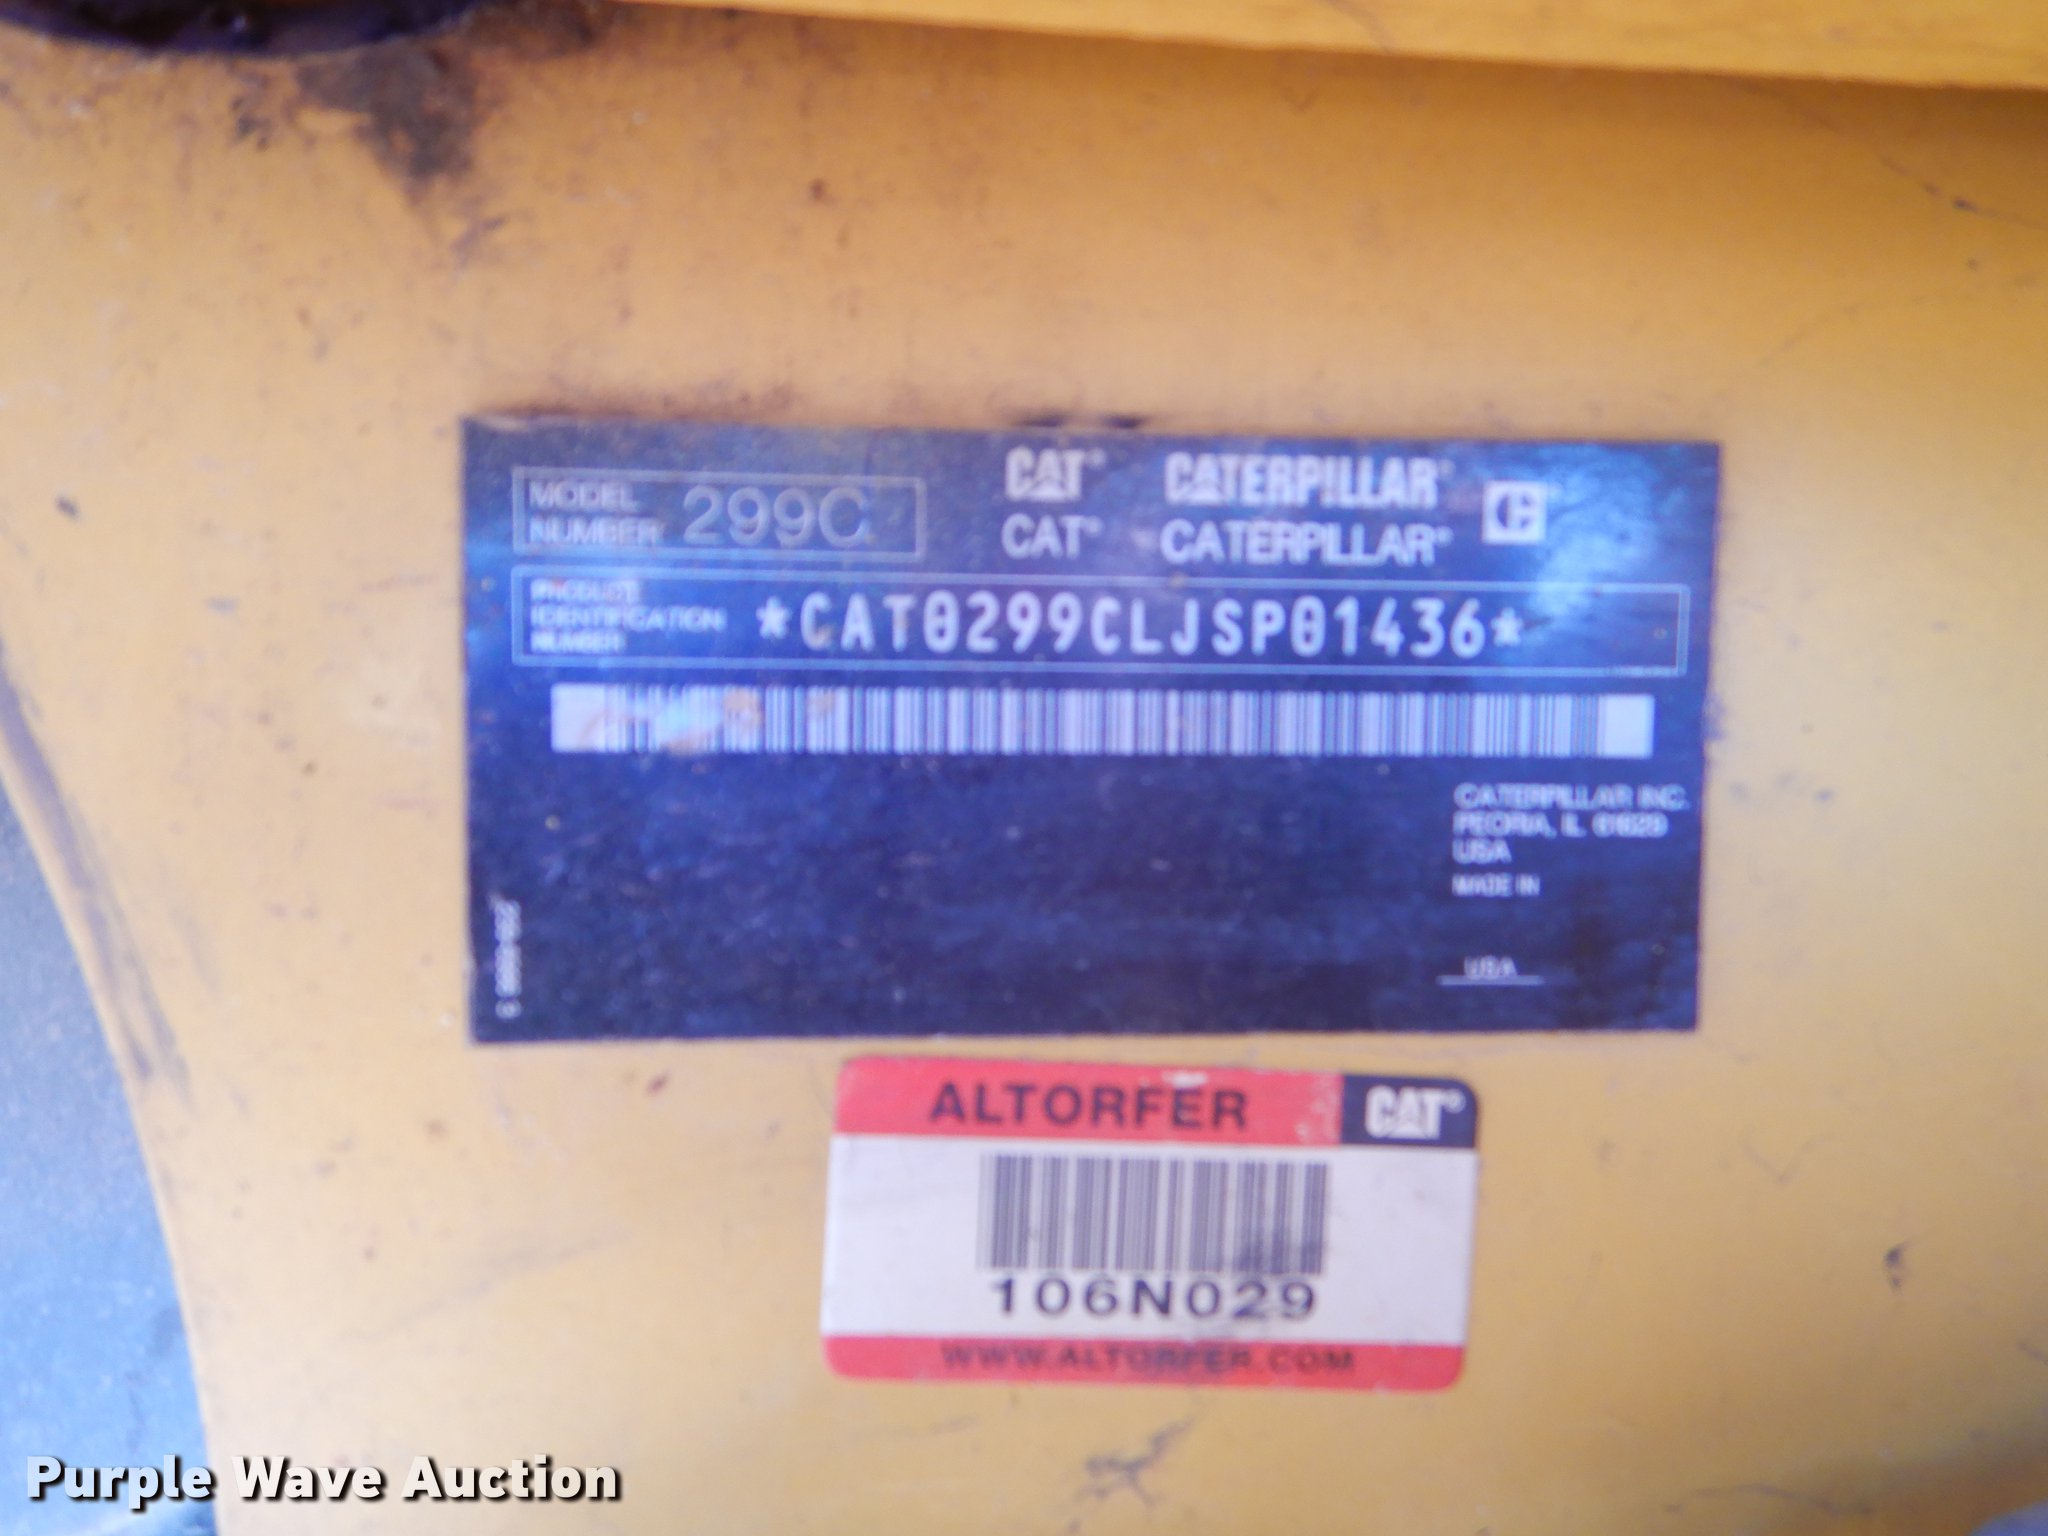 MODEL
NUMBER 299C
CAT® CATERPILLAR® C
CAT® CATERPILLAR®
PRODUCT
IDENTIFICATION
NUMBER
*CAT0299CLJSP01436*
CATERPILLAR INC.
PEORIA, IL 61629
USA
MADE IN
USA
ALTORFER CAT®
106N029
WWW.ALTORFER.COM
Purple Wave Auction